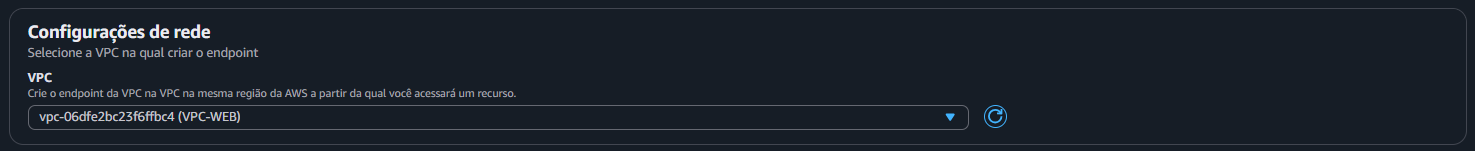 Configurações de rede
Selecione a VPC na qual criar o endpoint
VPC
Crie o endpoint da VPC na VPC na mesma região da AWS a partir da qual você acessará um recurso.
vpc-06dfe2bc23f6ffbc4 (VPC-WEB)